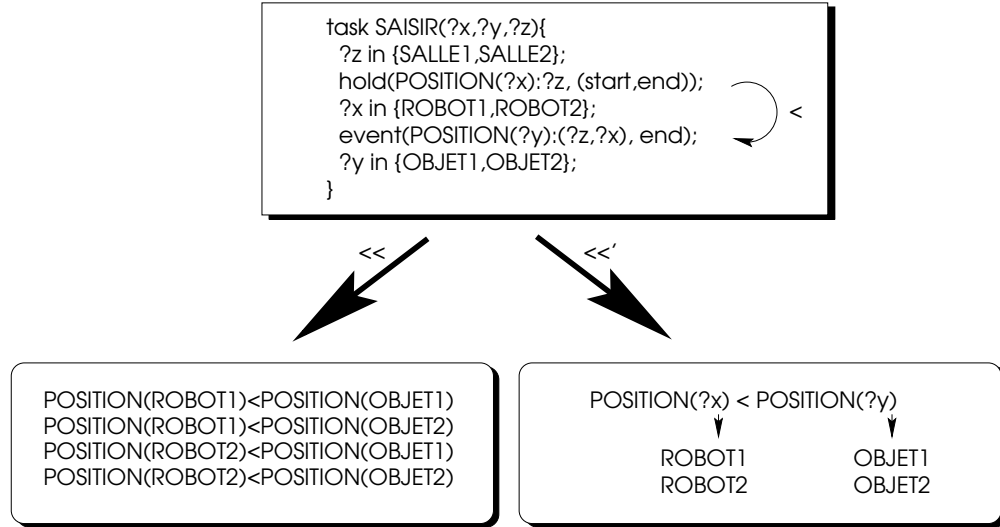 task SAISIR(?x,?y,?z){
?z in {SALLE1,SALLE2};
hold(POSITION(?x):?z, (start,end));
?x in {ROBOT1,ROBOT2};
event(POSITION(?y):(?z,?x), end);
?y in {OBJET1,OBJET2};
}
<
<<
<<'
POSITION(ROBOT1)<POSITION(OBJET1)
POSITION(ROBOT1)<POSITION(OBJET2)
POSITION(ROBOT2)<POSITION(OBJET1)
POSITION(ROBOT2)<POSITION(OBJET2)
POSITION(?x) < POSITION(?y)
ROBOT1 OBJET1
ROBOT2 OBJET2